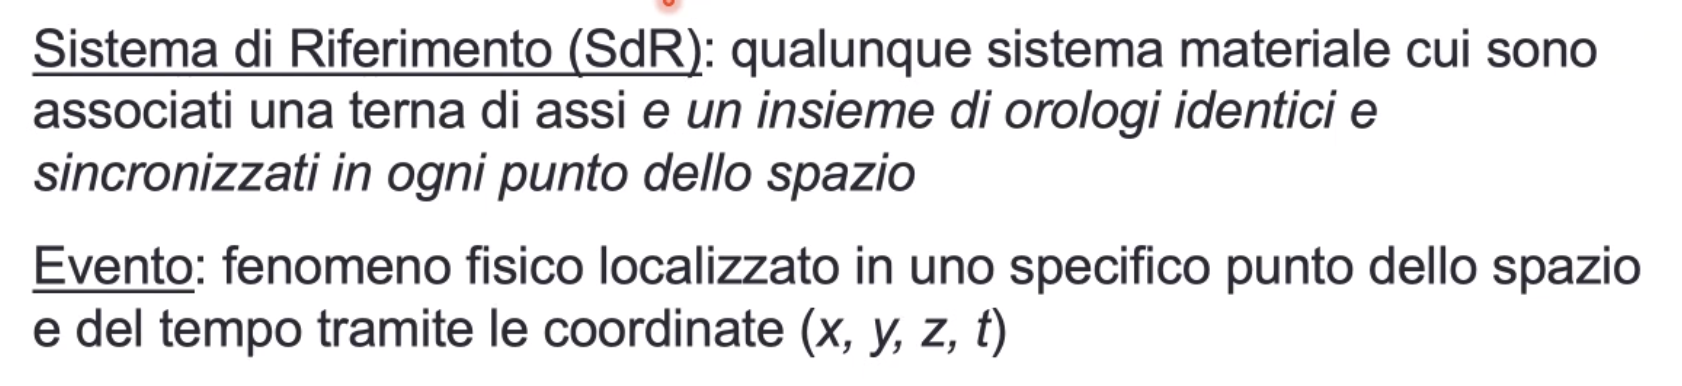 Sistema di Riferimento (SdR): qualunque sistema materiale cui sono
associati una terna di assi e un insieme di orologi identici e
sincronizzati in ogni punto dello spazio
Evento: fenomeno fisico localizzato in uno specifico punto dello spazio
e del tempo tramite le coordinate (x, y, z, t)